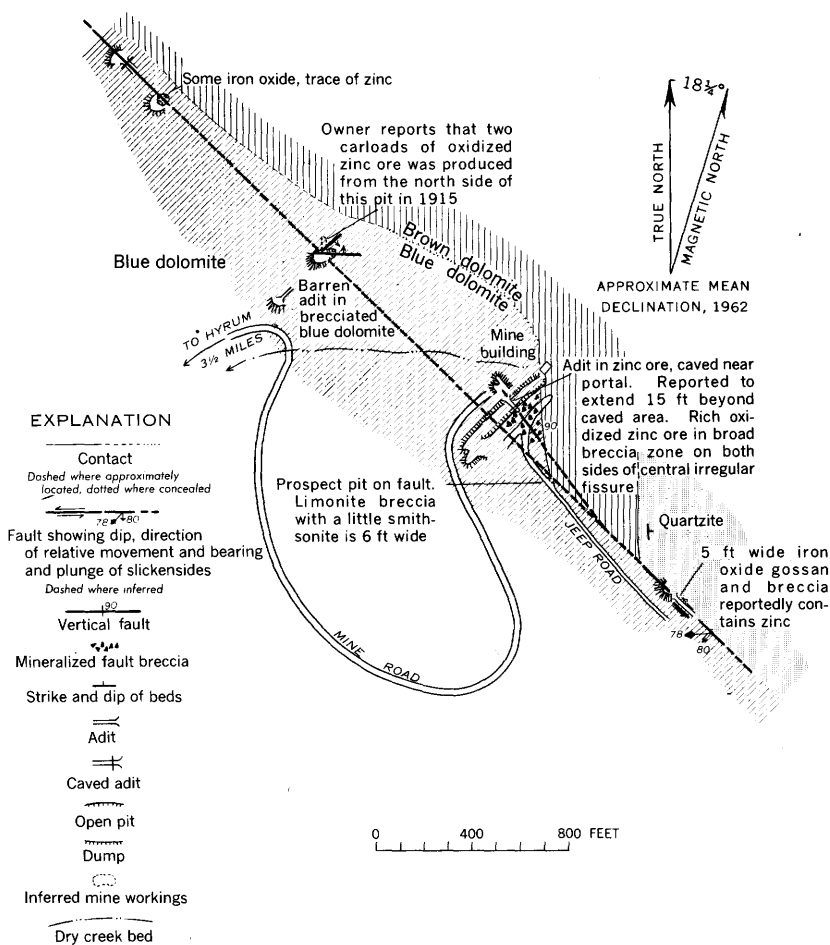 Some iron oxide, trace of zinc
18¼°
TRUE NORTH
MAGNETIC NORTH
APPROXIMATE MEAN
DECLINATION, 1962
Owner reports that two
carloads of oxidized
zinc ore was produced
from the north side of
this pit in 1915
Brown dolomite
Blue dolomite
Blue dolomite
Barren
adit in
brecciated
blue dolomite
TO HYRUM
3½ MILES
Mine
building
Adit in zinc ore, caved near
portal. Reported to
extend 15 ft beyond
caved area. Rich oxi-
dized zinc ore in broad
breccia zone on both
sides of central irregular
fissure
90
Prospect pit on fault.
Limonite breccia
with a little smith-
sonite is 6 ft wide
JEEP ROAD
Quartzite
5 ft wide iron
oxide gossan
and breccia
reportedly con-
tains zinc
78
80
MINE ROAD
EXPLANATION
Contact
Dashed where approximately
located, dotted where concealed
78 80
Fault showing dip, direction
of relative movement and bearing
and plunge of slickensides
Dashed where inferred
90
Vertical fault
Mineralized fault breccia
Strike and dip of beds
Adit
Caved adit
Open pit
Dump
Inferred mine workings
Dry creek bed
0 400 800 FEET